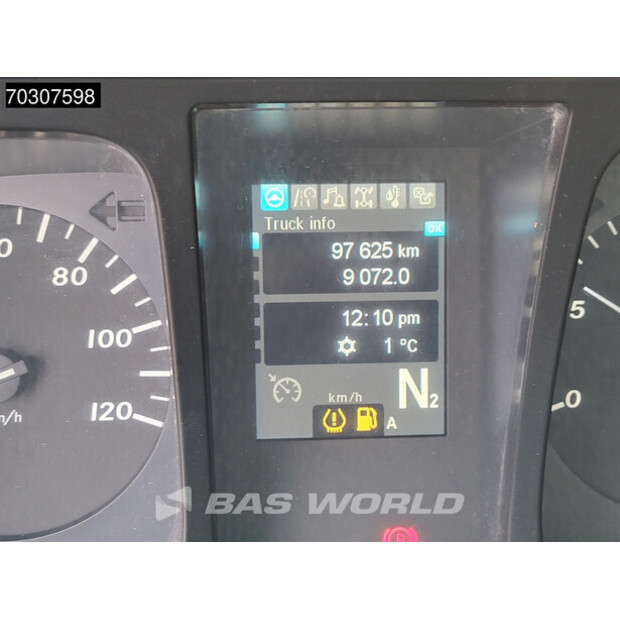 70307598
Truck info
OK
97 625 km
9 072.0
12:10 pm
1 °C
80
100
120
km/h
N2
A
5
0
P
BAS WORLD